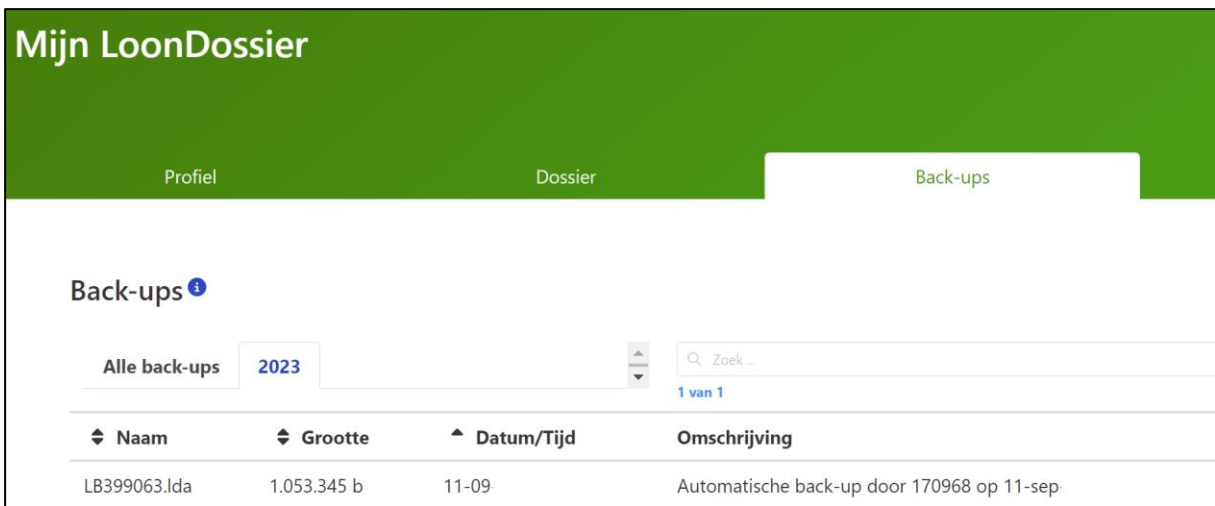 Mijn LoonDossier
Profiel Dossier Back-ups
Back-ups
Alle back-ups 2023 Zoek ...
1 van 1
Naam Grootte Datum/Tijd Omschrijving
LB399063.lda 1.053.345 b 11-09- Automatische back-up door 170968 op 11-sep-